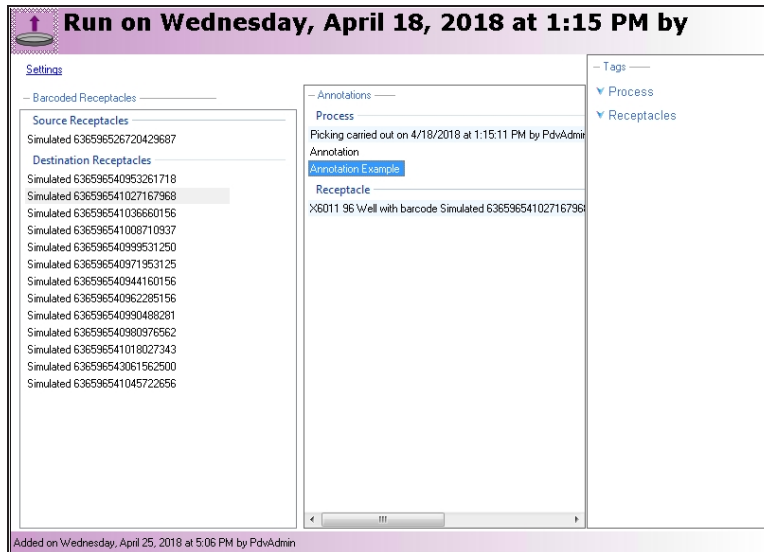 Run on Wednesday, April 18, 2018 at 1:15 PM by
Settings
Barcoded Receptacles
Source Receptacles
Simulated 636596526720429687
Destination Receptacles
Simulated 636596540953261718
Simulated 636596541027167968
Simulated 636596541036660156
Simulated 636596541008710937
Simulated 636596540999531250
Simulated 636596540971953125
Simulated 636596540944160156
Simulated 636596540962285156
Simulated 636596540990488281
Simulated 636596540980976562
Simulated 636596541018027343
Simulated 636596543061562500
Simulated 636596541045722656
Annotations
Process
Picking carried out on 4/18/2018 at 1:15:11 PM by PdvAdmir
Annotation
Annotation Example
Receptacle
X6011 96 Well with barcode Simulated 636596541027167968
Tags
Process
Receptacles
Added on Wednesday, April 25, 2018 at 5:06 PM by PdvAdmin